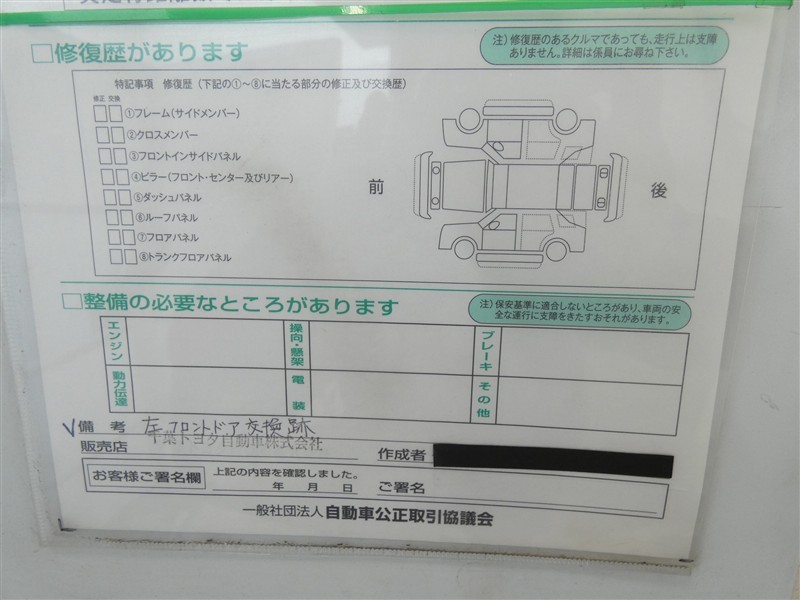 □修復歴があります
注）修復歴のあるクルマであっても、走行上は支障
ありません。詳細は係員にお尋ね下さい。
特記事項 修復歴（下記の①～⑧に当たる部分の修正及び交換歴）
修正 交換
①フレーム（サイドメンバー）
②クロスメンバー
③フロントインサイドパネル
④ピラー（フロント・センター及びリアー）
⑤ダッシュパネル
⑥ルーフパネル
⑦フロアパネル
⑧トランクフロアパネル
前
後
□整備の必要なところがあります
注）保安基準に適合しないところがあり、車両の安
全な運行に支障をきたすおそれがあります。
エンジン
操向・懸架
ブレーキ
動力伝達
電装
その他
✓備考 左フロントドア交換跡
販売店 千葉トヨタ自動車株式会社
作成者
お客様ご署名欄
上記の内容を確認しました。
年 月 日 ご署名
一般社団法人 自動車公正取引協議会